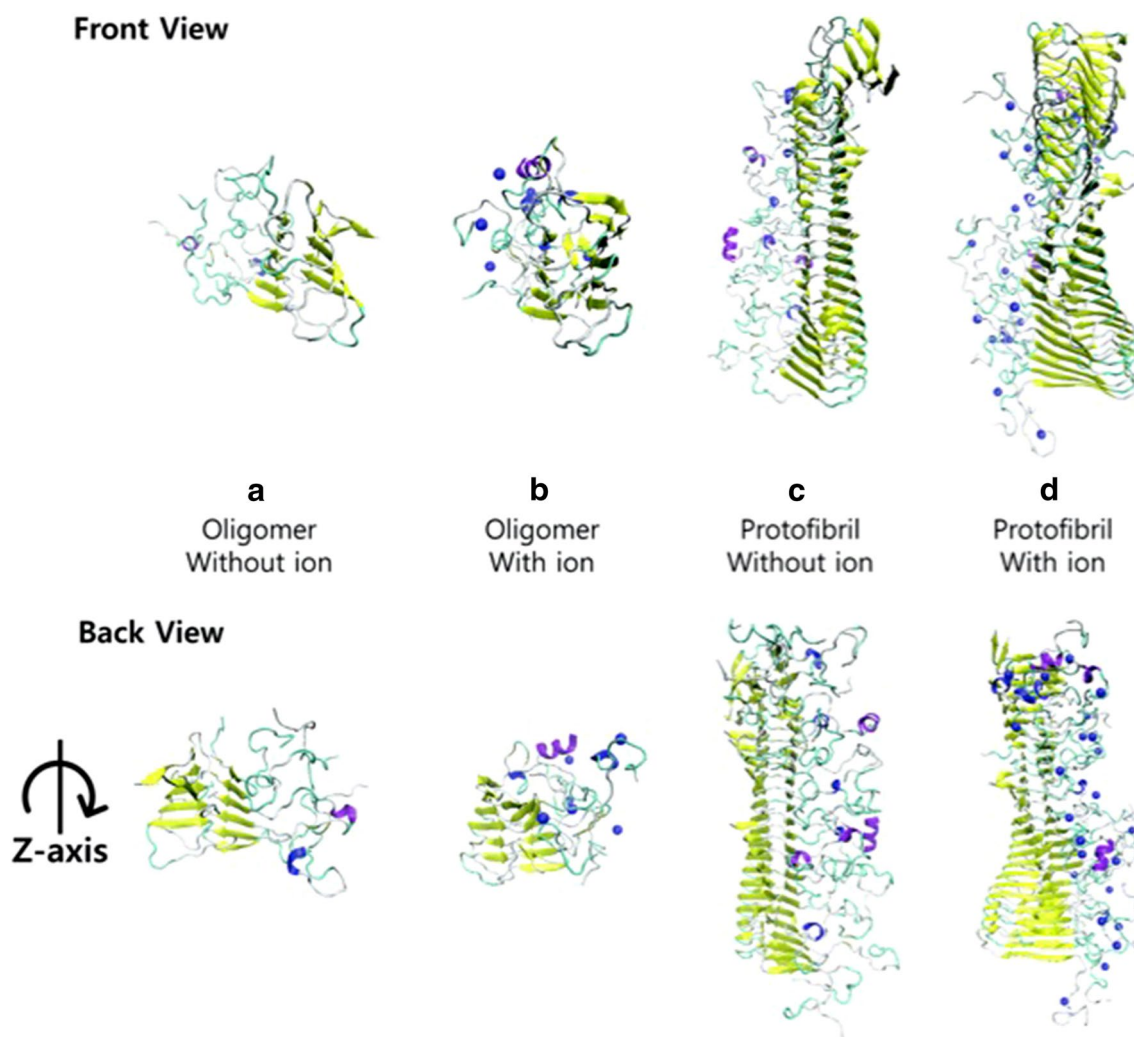 Front View
a b c d
Oligomer Oligomer Protofibril Protofibril
Without ion With ion Without ion With ion
Back View
Z-axis